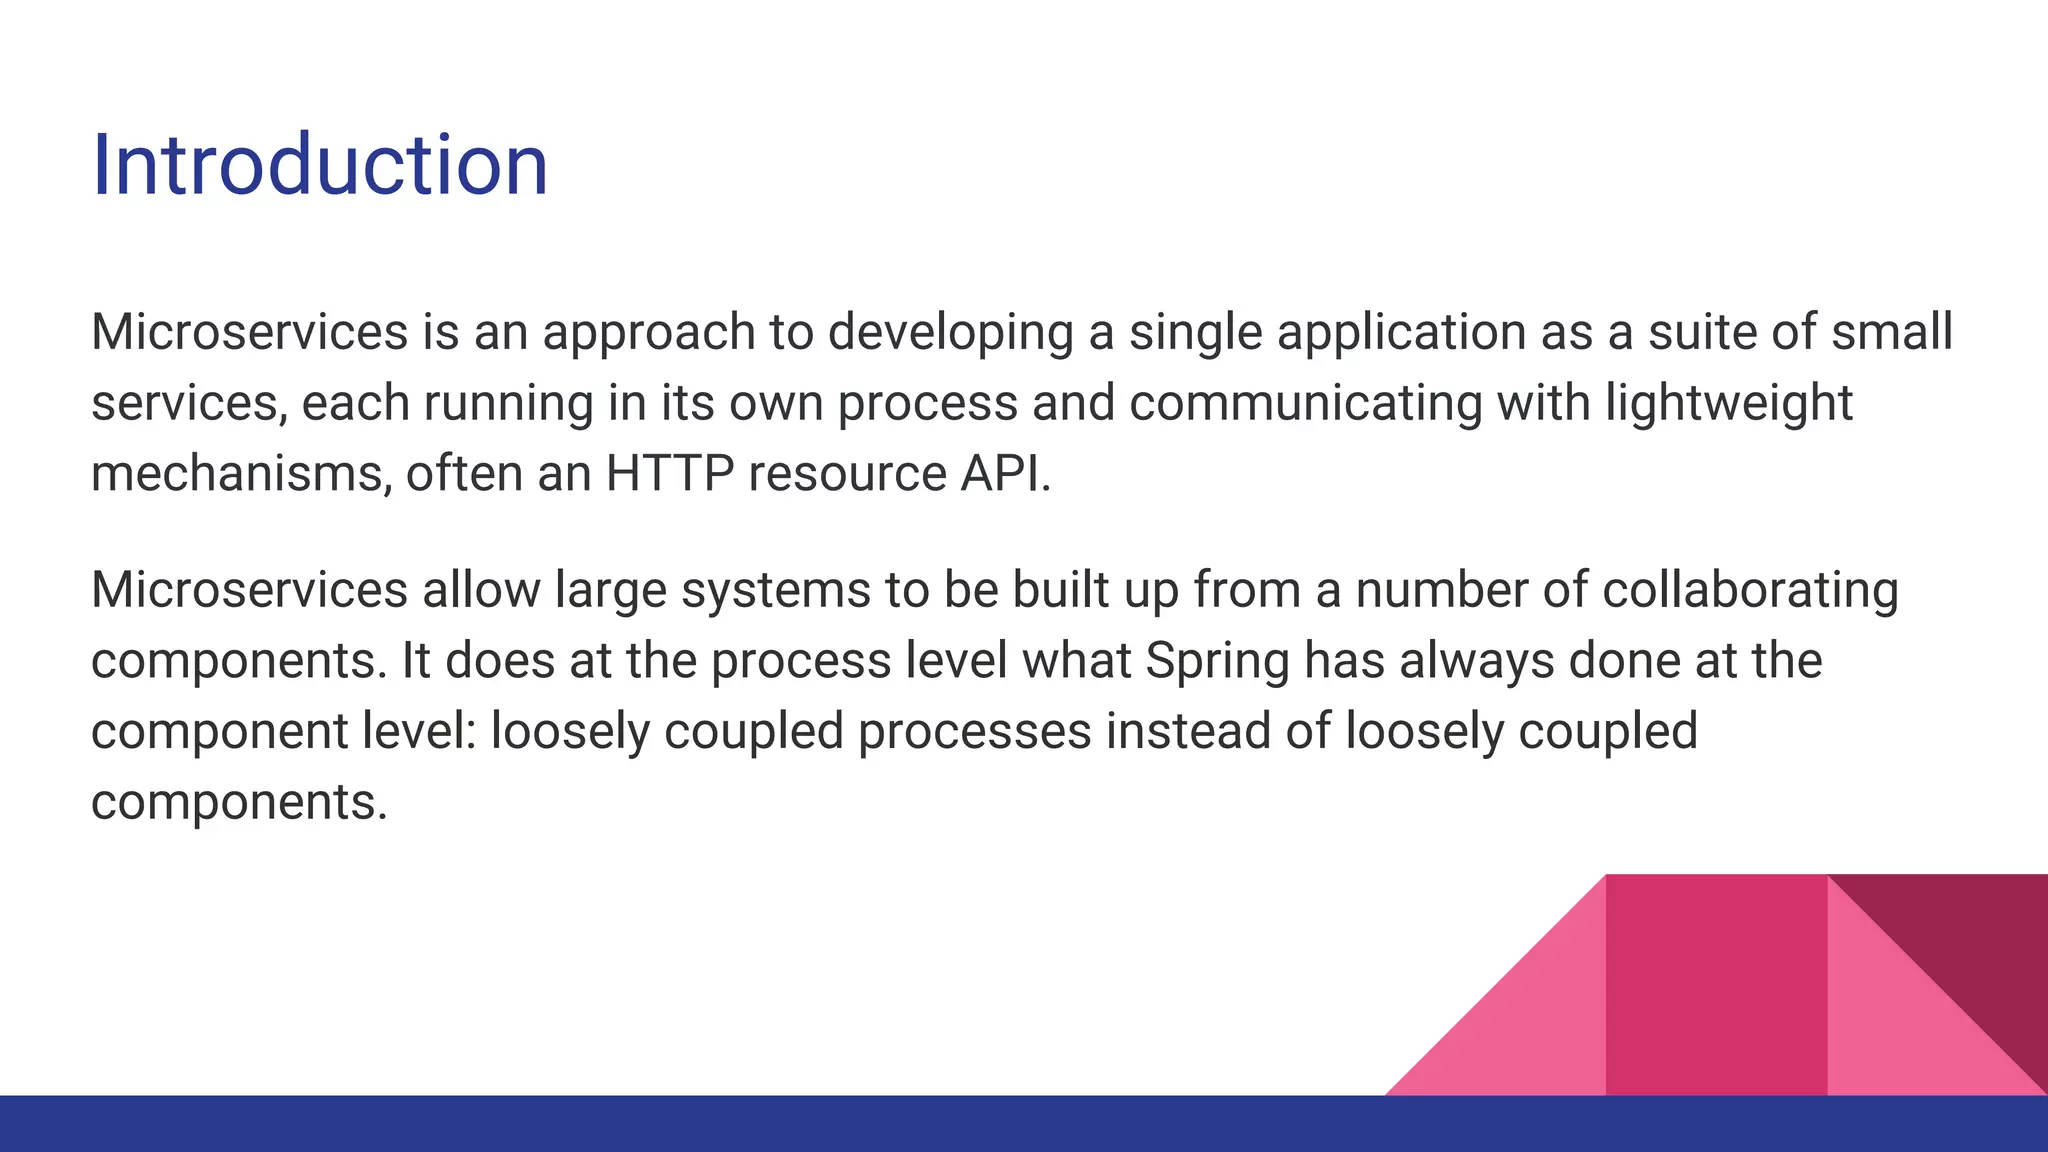 Introduction
Microservices is an approach to developing a single application as a suite of small
services, each running in its own process and communicating with lightweight
mechanisms, often an HTTP resource API.
Microservices allow large systems to be built up from a number of collaborating
components. It does at the process level what Spring has always done at the
component level: loosely coupled processes instead of loosely coupled
components.